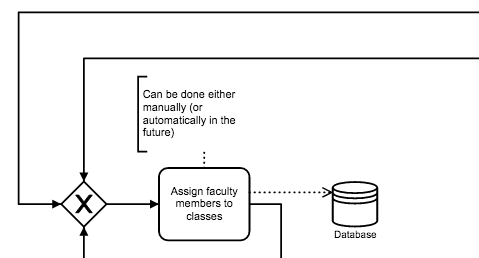 Can be done either
manually (or
automatically in the
future)
X
Assign faculty
members to
classes
Database